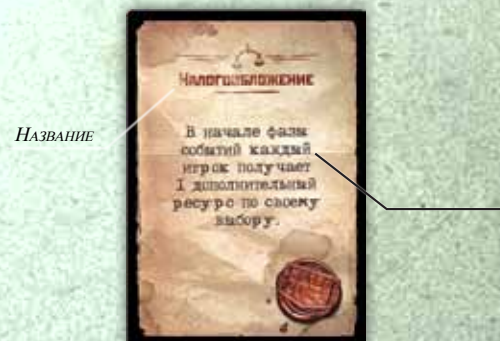 Название
Налогообложение
В начале фазы
событий каждый
игрок получает
1 дополнительный
ресурс по своему
выбору.